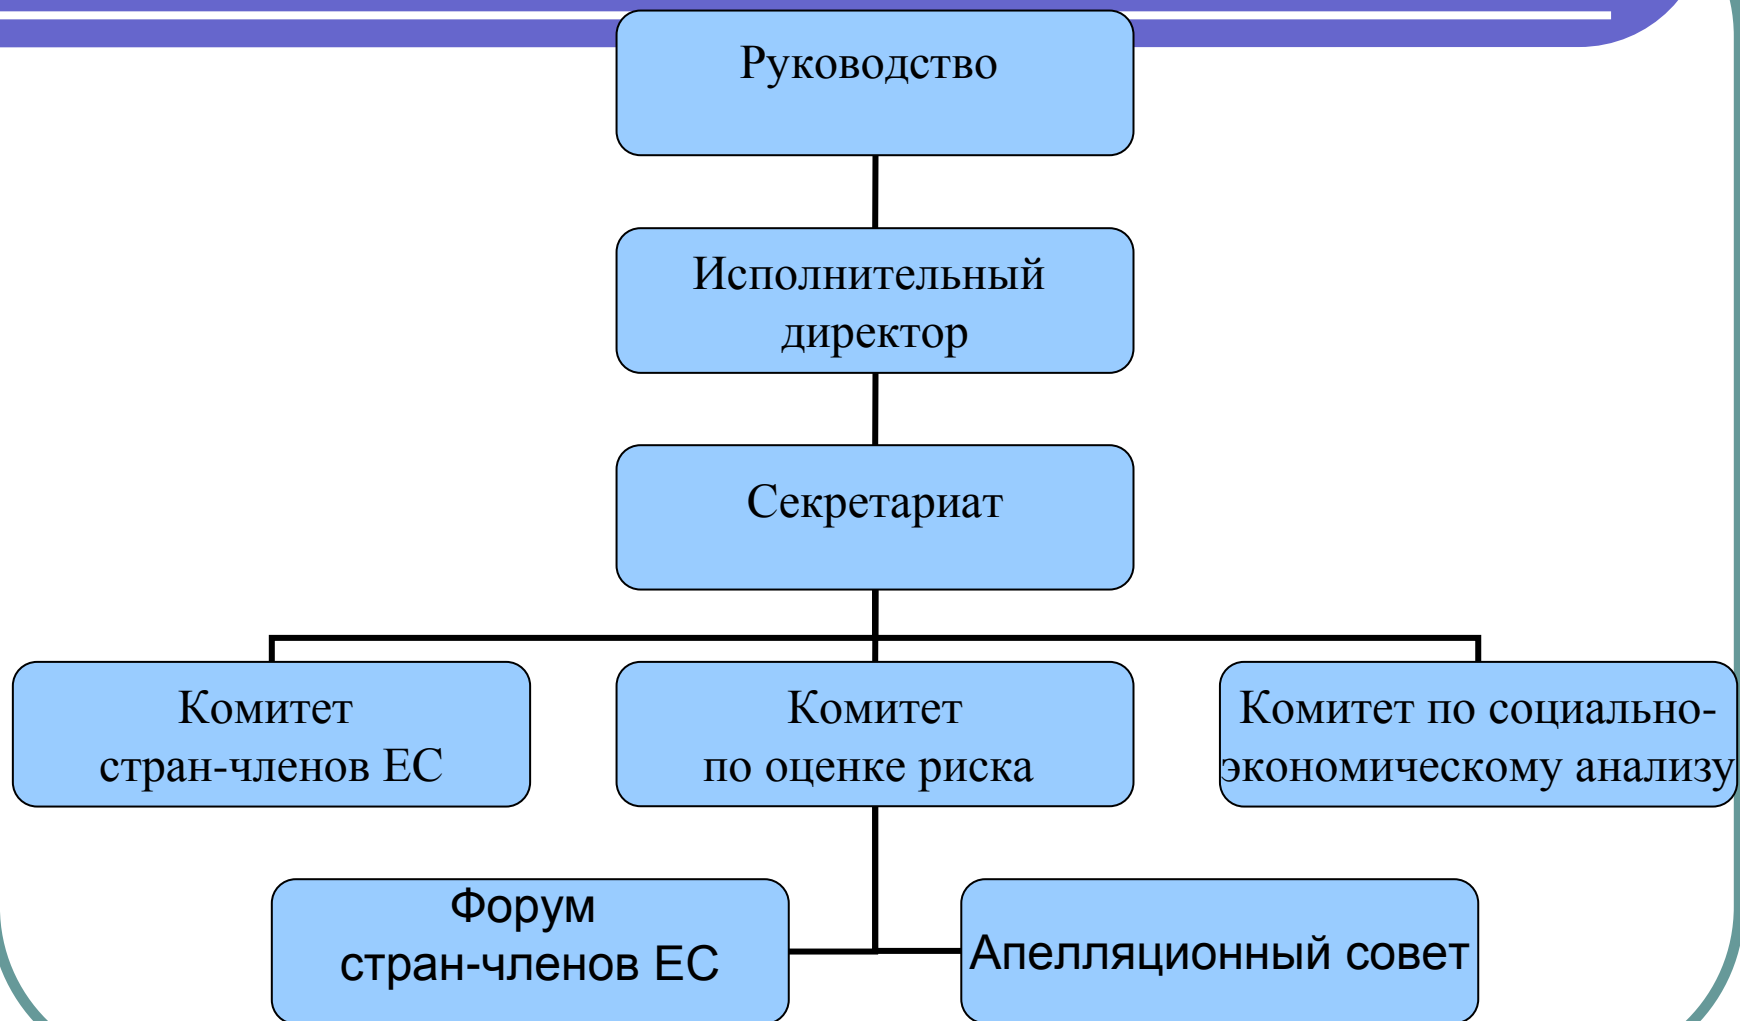 Руководство
Исполнительный
директор
Секретариат
Комитет
стран-членов ЕС
Комитет
по оценке риска
Комитет по социально-
экономическому анализу
Форум
стран-членов ЕС
Апелляционный совет